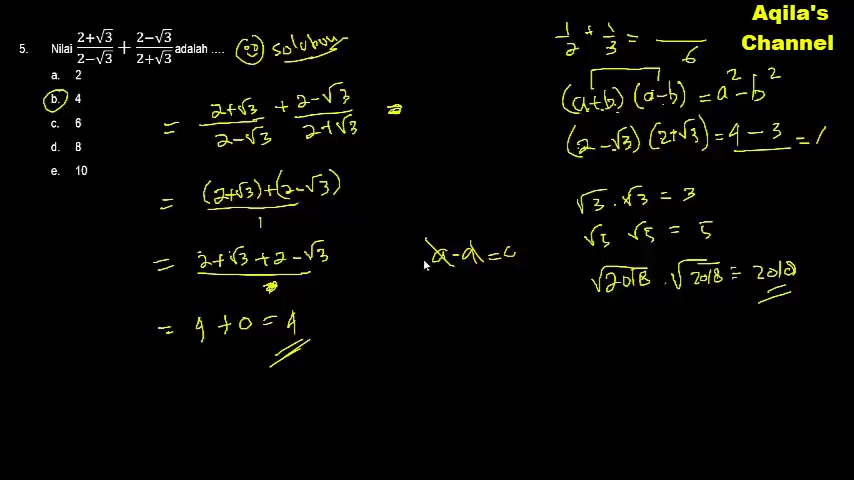 Aqila's
Channel
5. Nilai (2+√3)/(2−√3) + (2−√3)/(2+√3) adalah .... solution
a. 2
b. 4
c. 6
d. 8
e. 10
= (2+√3)/(2−√3) + (2−√3)/(2+√3) =
= ((2+√3)+(2−√3))/1
= 2+√3+2−√3
= 4 + 0 = 4
a − a = 0
1/2 + 1/3 = __/6
(a+b)(a−b) = a² − b²
(2−√3)(2+√3) = 4 − 3 = 1
√3 . √3 = 3
√5 √5 = 5
√2018 . √2018 =